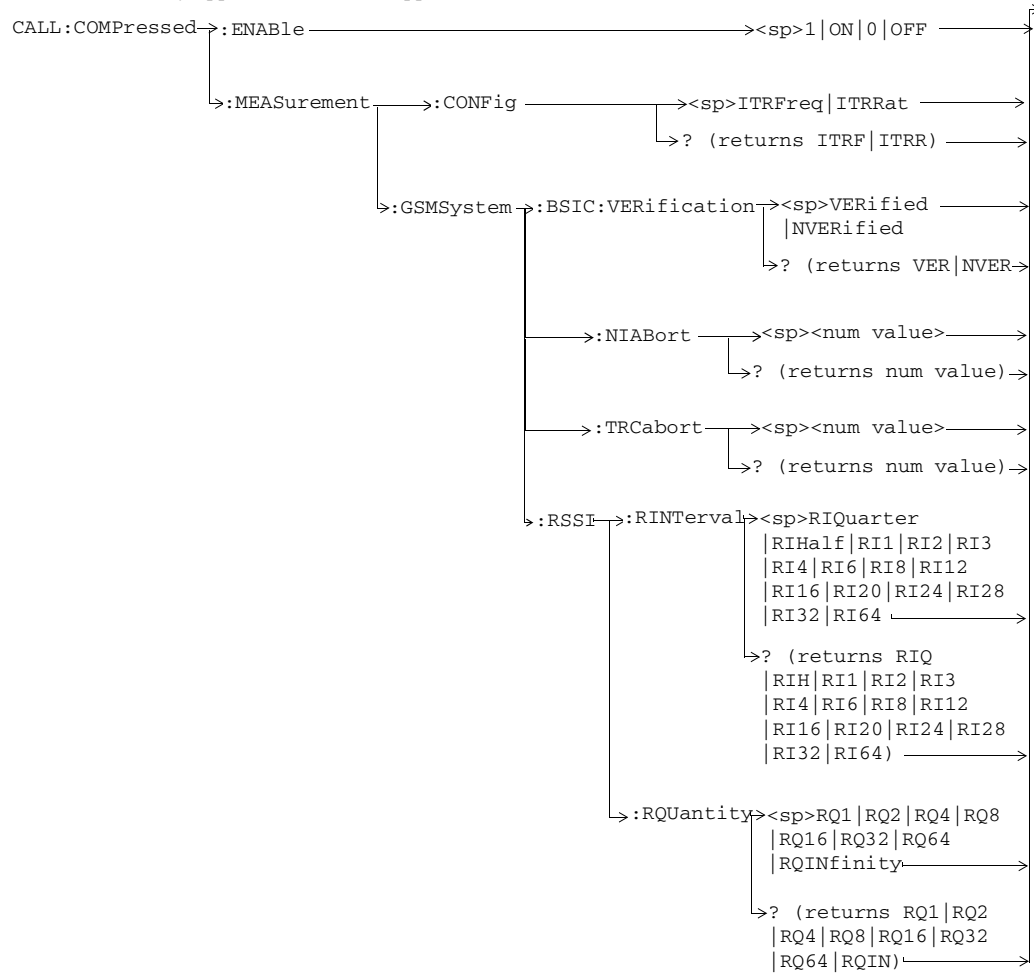 CALL:COMPressed :ENABle <sp>1|ON|0|OFF
:MEASurement :CONFig <sp>ITRFreq|ITRRat
? (returns ITRF|ITRR)
:GSMSystem :BSIC:VERification <sp>VERified
|NVERified
? (returns VER|NVER
:NIABort <sp><num value>
? (returns num value)
:TRCabort <sp><num value>
? (returns num value)
:RSSI :RINTerval <sp>RIQuarter
|RIHalf|RI1|RI2|RI3
|RI4|RI6|RI8|RI12
|RI16|RI20|RI24|RI28
|RI32|RI64
? (returns RIQ
|RIH|RI1|RI2|RI3
|RI4|RI6|RI8|RI12
|RI16|RI20|RI24|RI28
|RI32|RI64)
:RQUantity <sp>RQ1|RQ2|RQ4|RQ8
|RQ16|RQ32|RQ64
|RQINfinity
? (returns RQ1|RQ2
|RQ4|RQ8|RQ16|RQ32
|RQ64|RQIN)